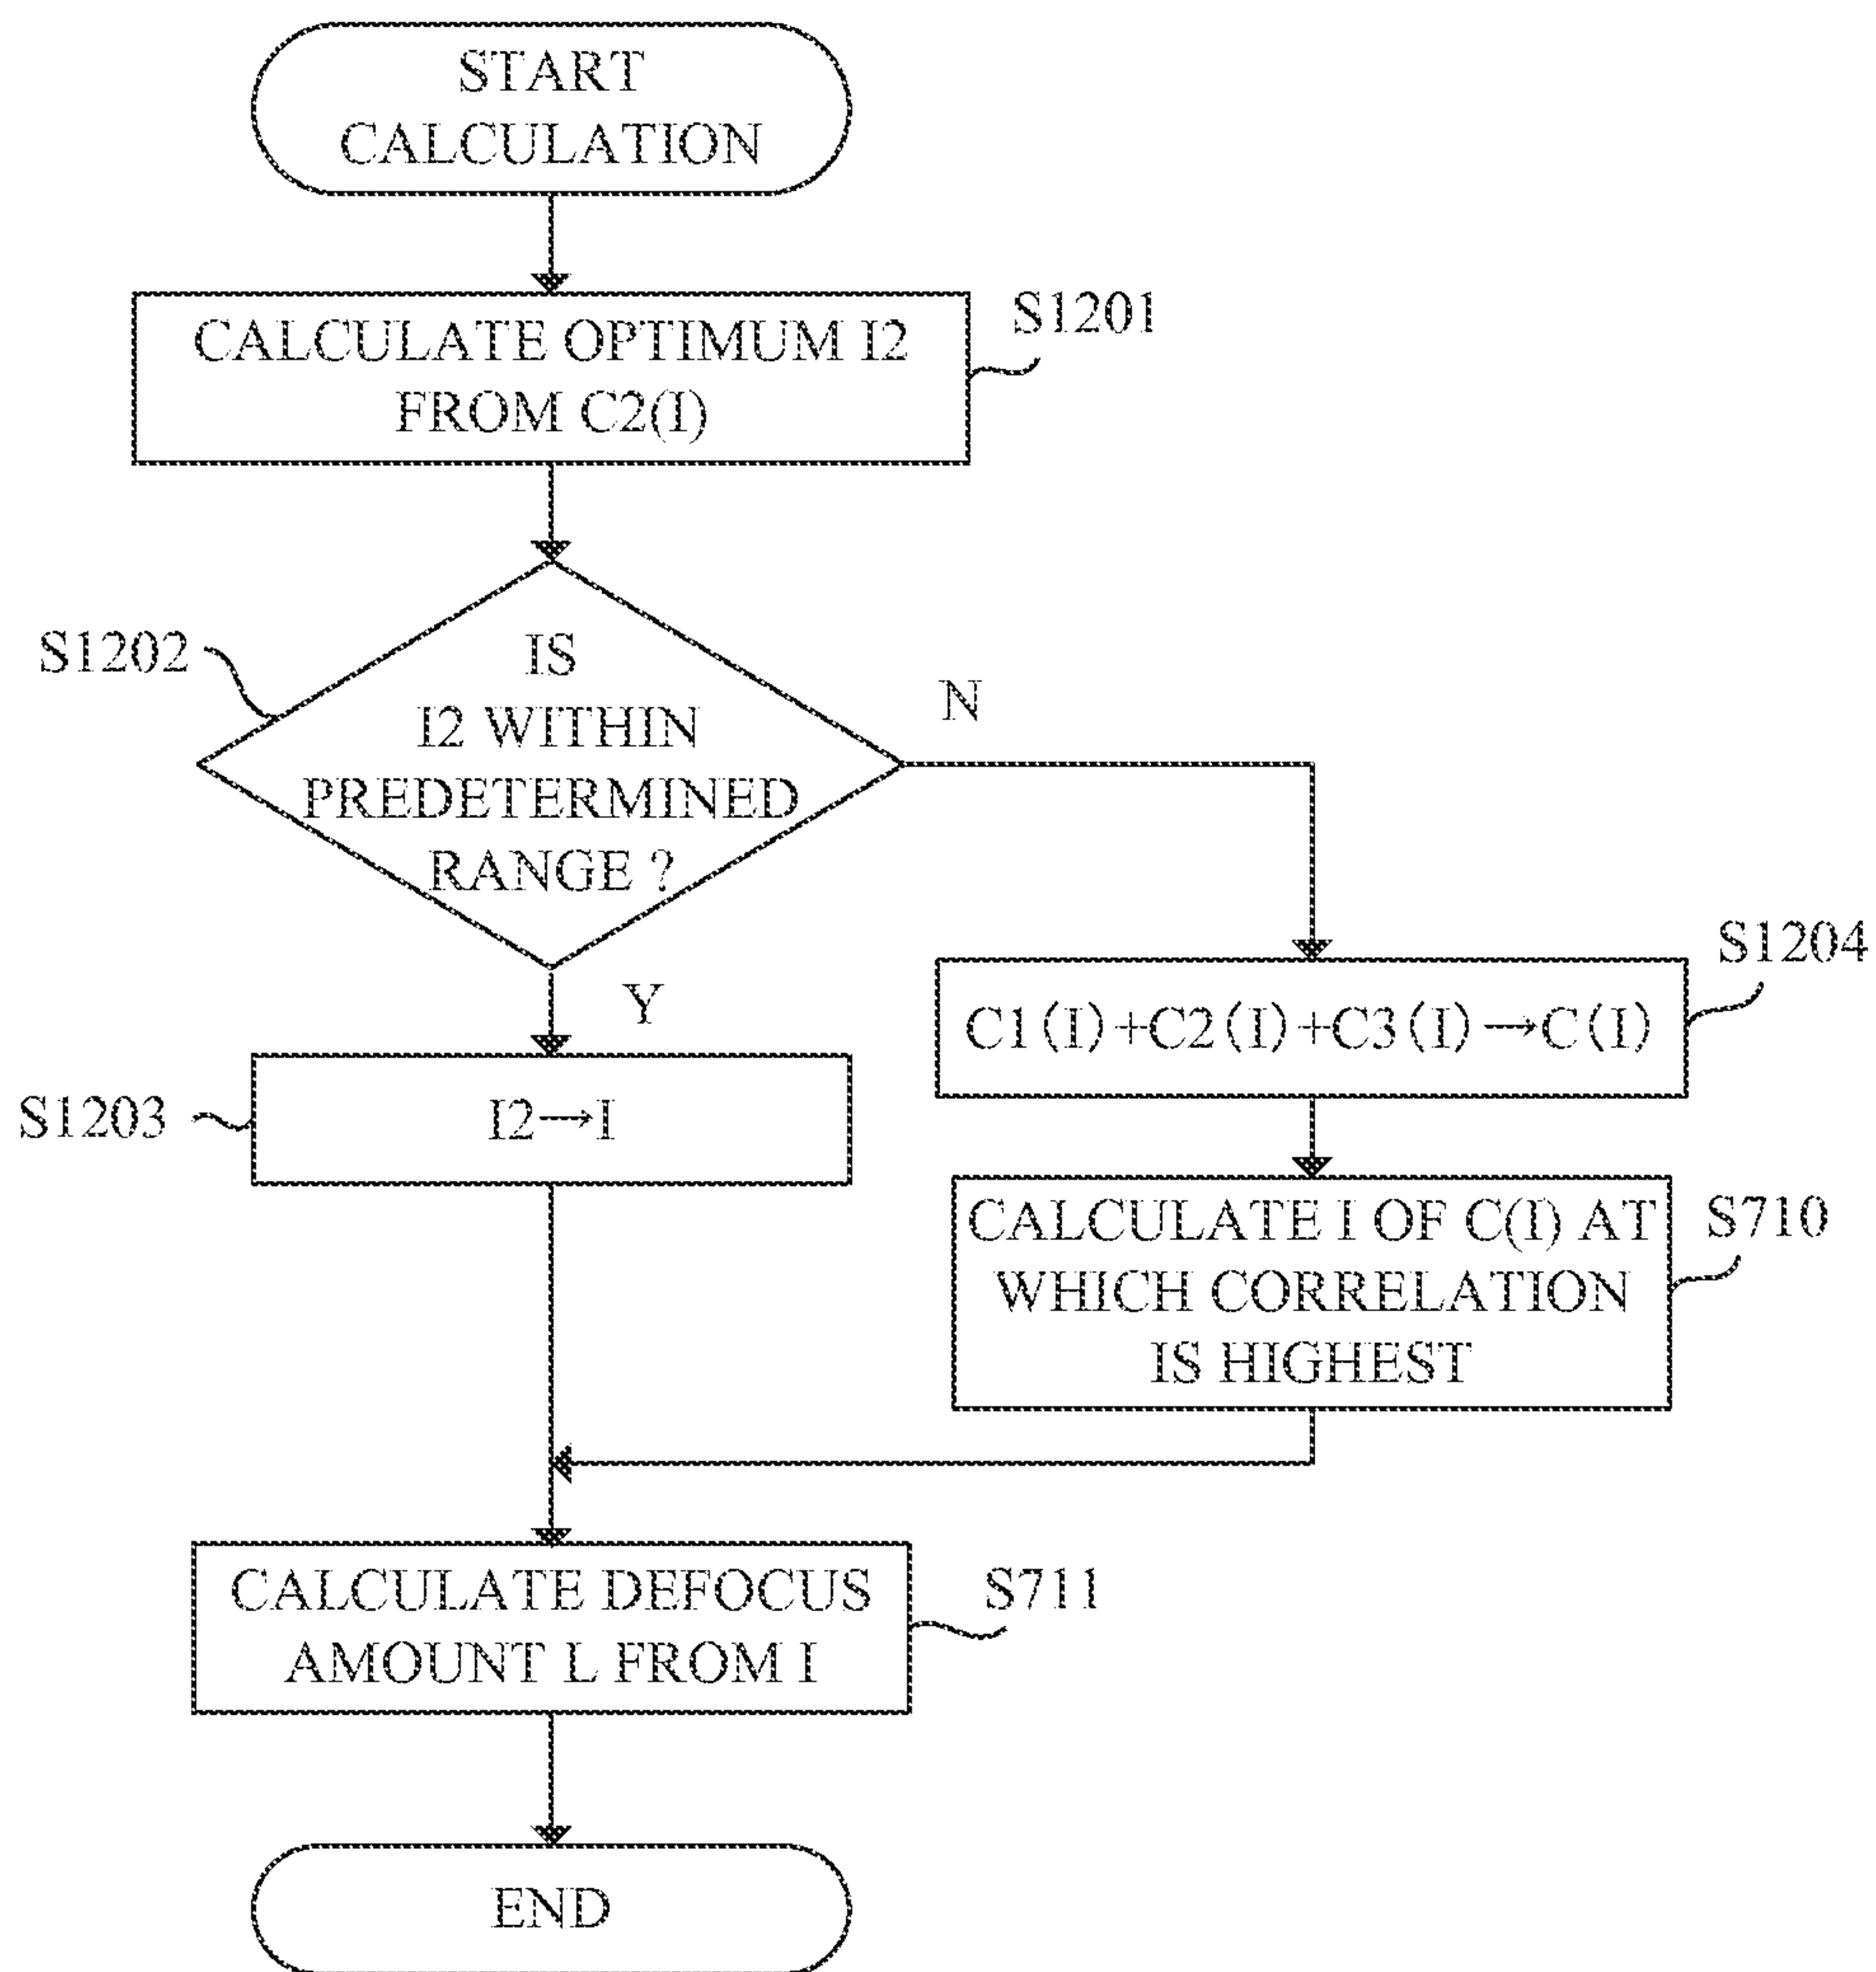 START
CALCULATION
CALCULATE OPTIMUM I2
FROM C2(I)
S1201
S1202
IS
I2 WITHIN
PREDETERMINED
RANGE ?
N
Y
S1204
C1(I)+C2(I)+C3(I)→C(I)
S1203
I2→I
CALCULATE I OF C(I) AT
WHICH CORRELATION
IS HIGHEST
S710
CALCULATE DEFOCUS
AMOUNT L FROM I
S711
END